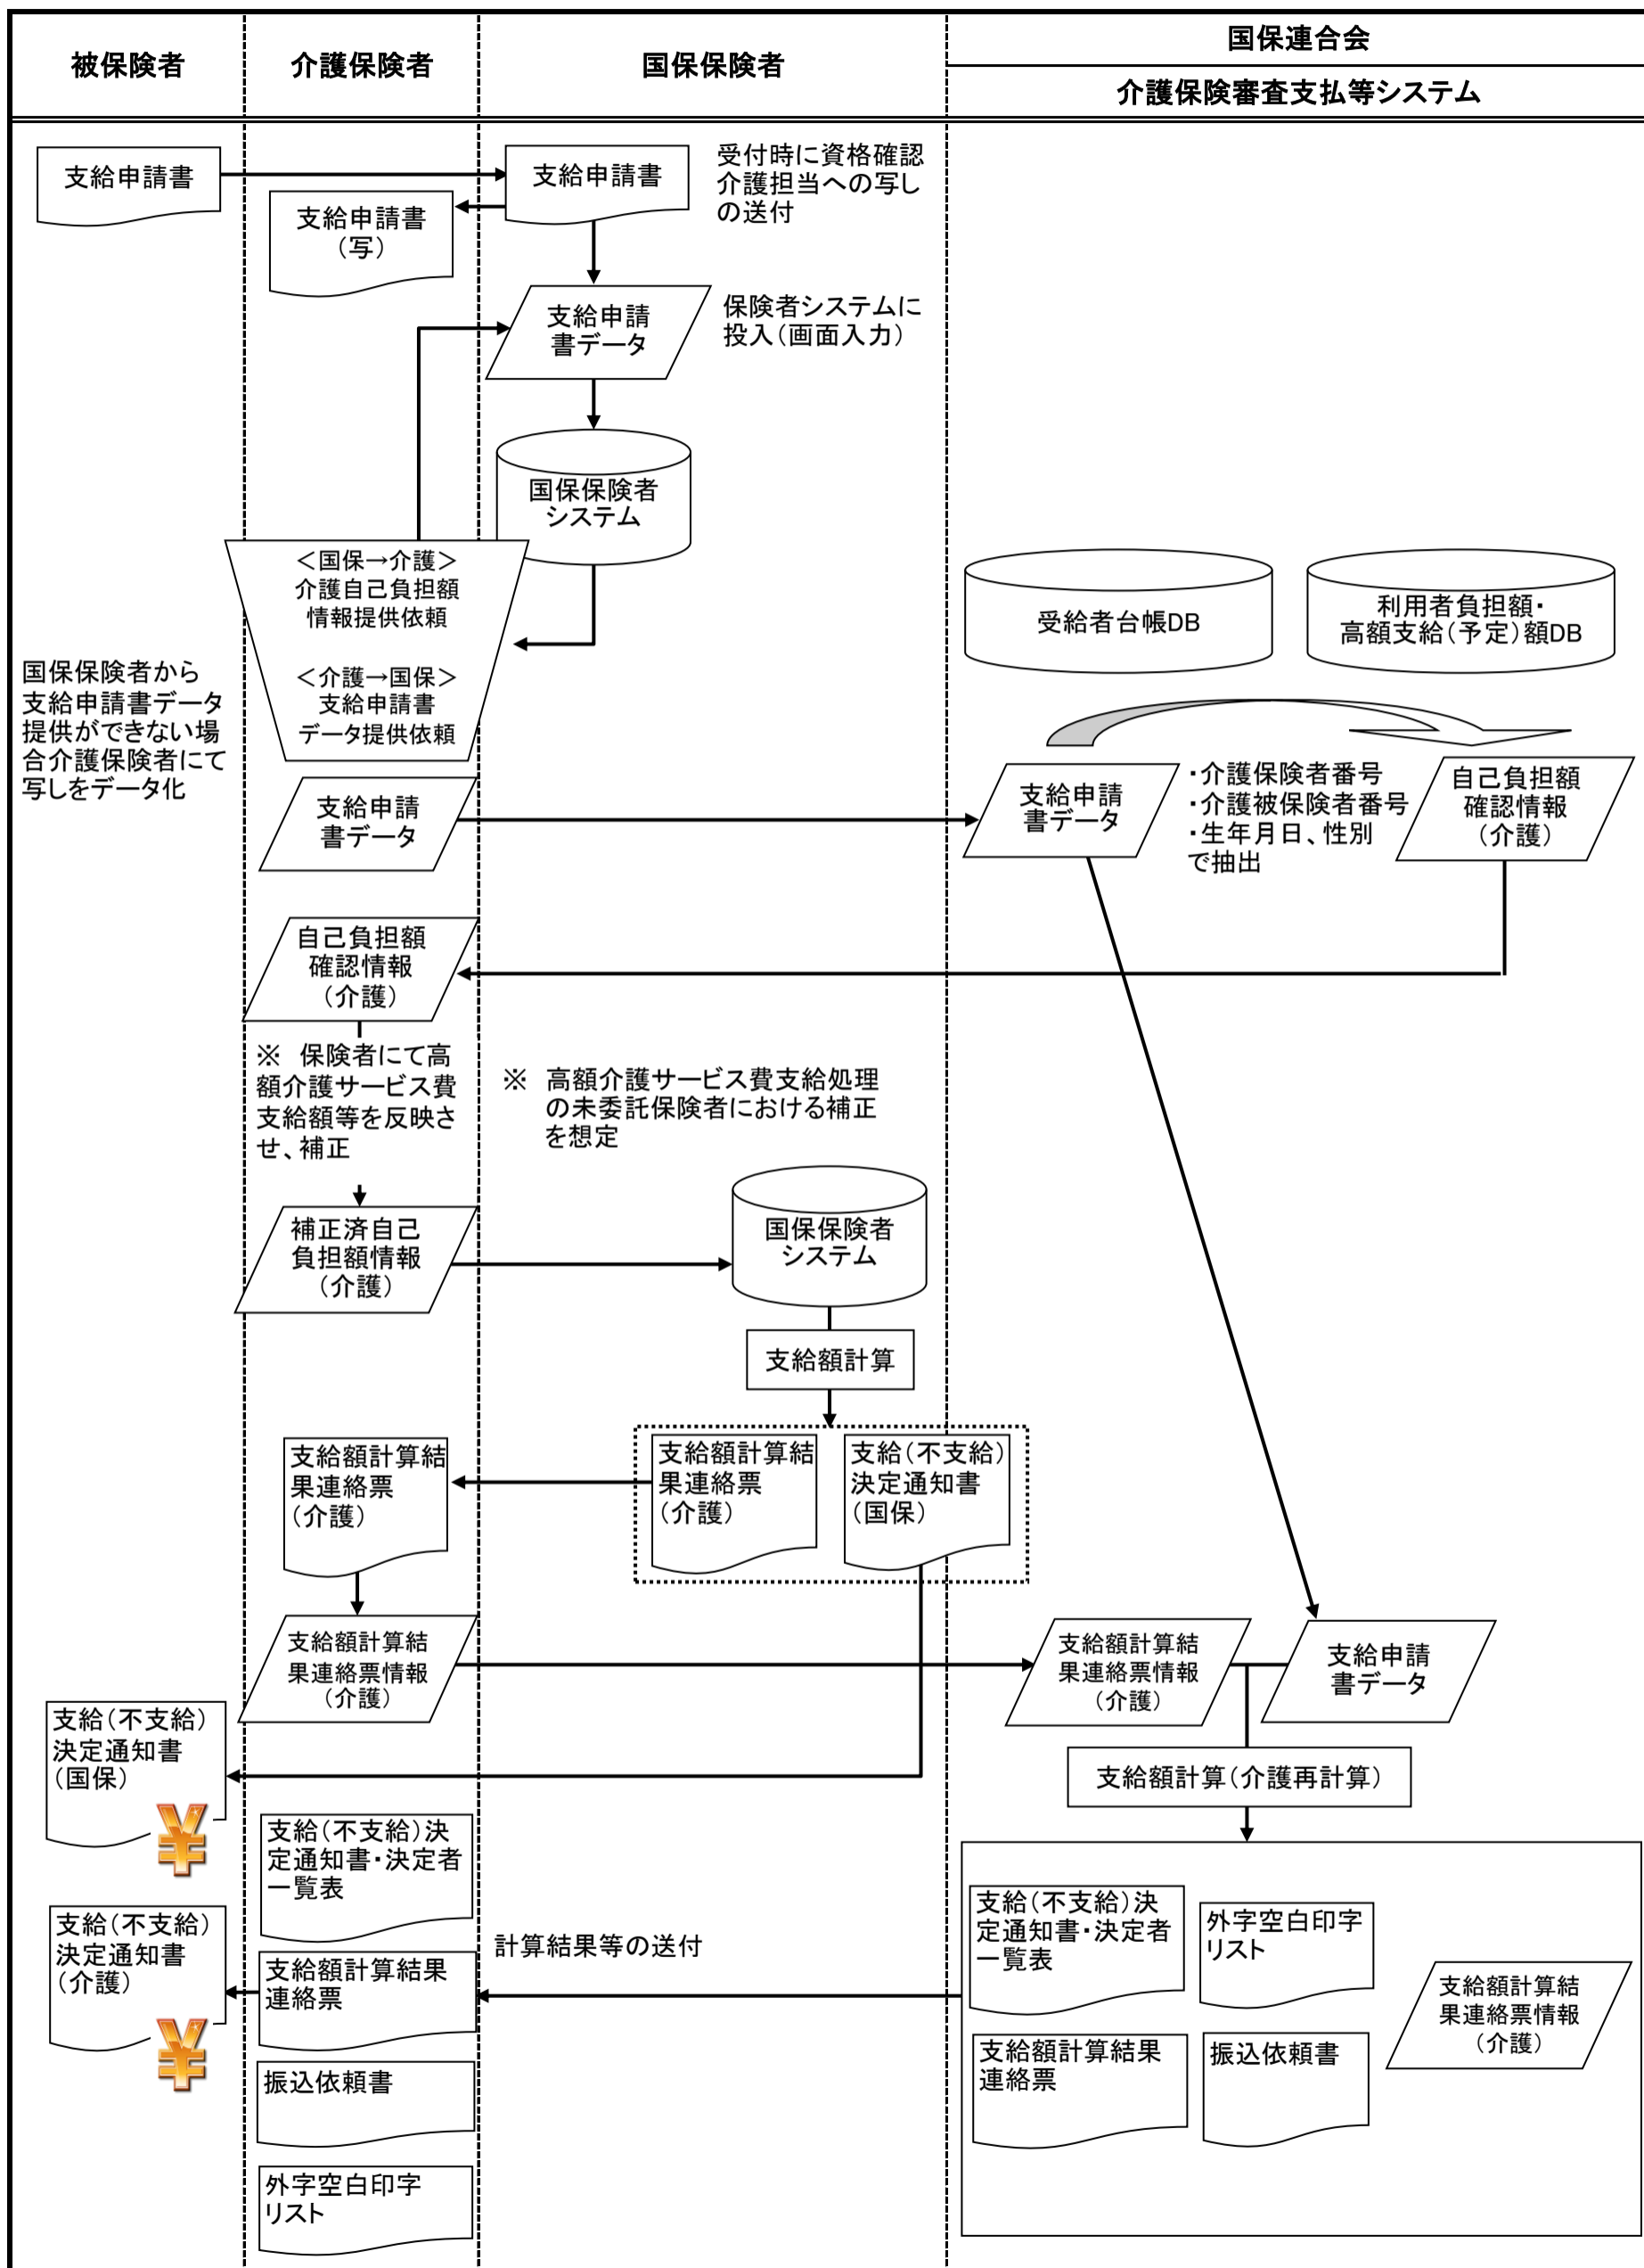 被保険者
介護保険者
国保保険者
国保連合会
介護保険審査支払等システム
支給申請書
支給申請書
受付時に資格確認
介護担当への写し
の送付
支給申請書
（写）
支給申請
書データ
保険者システムに
投入（画面入力）
国保保険者
システム
＜国保→介護＞
介護自己負担額
情報提供依頼
＜介護→国保＞
支給申請書
データ提供依頼
受給者台帳DB
利用者負担額・
高額支給（予定）額DB
国保保険者から
支給申請書データ
提供ができない場
合介護保険者にて
写しをデータ化
支給申請
書データ
支給申請
書データ
・介護保険者番号
・介護被保険者番号
・生年月日、性別
で抽出
自己負担額
確認情報
（介護）
自己負担額
確認情報
（介護）
※　保険者にて高
額介護サービス費
支給額等を反映さ
せ、補正
※　高額介護サービス費支給処理
の未委託保険者における補正
を想定
補正済自己
負担額情報
（介護）
国保保険者
システム
支給額計算
支給額計算結
果連絡票
（介護）
支給額計算結
果連絡票
（介護）
支給（不支給）
決定通知書
（国保）
支給額計算結
果連絡票情報
（介護）
支給額計算結
果連絡票情報
（介護）
支給申請
書データ
支給（不支給）
決定通知書
（国保）
¥
支給額計算（介護再計算）
支給（不支給）決
定通知書・決定者
一覧表
支給（不支給）
決定通知書
（介護）
¥
支給額計算結果
連絡票
計算結果等の送付
支給（不支給）決
定通知書・決定者
一覧表
外字空白印字
リスト
支給額計算結
果連絡票情報
（介護）
支給額計算結果
連絡票
振込依頼書
振込依頼書
外字空白印字
リスト